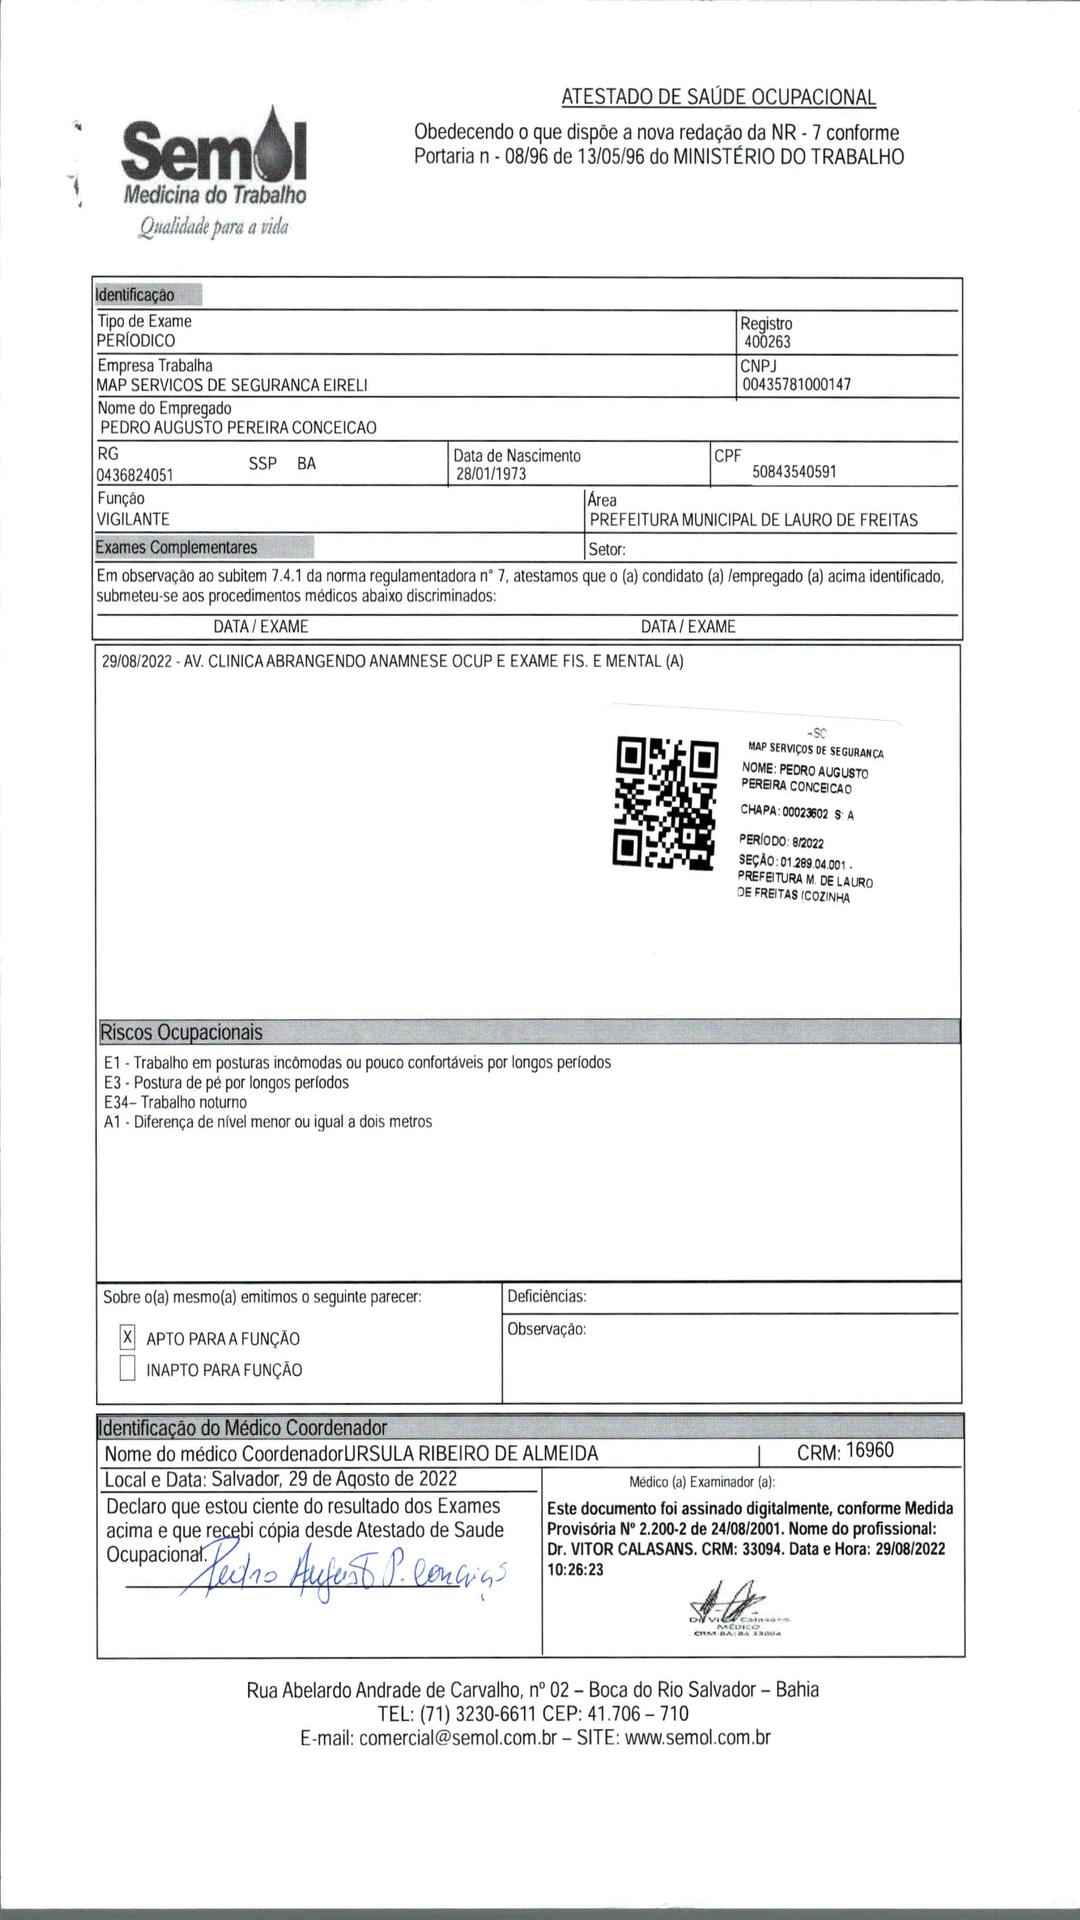 Semol
Medicina do Trabalho
Qualidade para a vida
ATESTADO DE SAÚDE OCUPACIONAL
Obedecendo o que dispõe a nova redação da NR - 7 conforme
Portaria n - 08/96 de 13/05/96 do MINISTÉRIO DO TRABALHO
Identificação
Tipo de Exame
PERÍODICO
Registro
400263
Empresa Trabalha
MAP SERVICOS DE SEGURANCA EIRELI
CNPJ
00435781000147
Nome do Empregado
PEDRO AUGUSTO PEREIRA CONCEICAO
RG
0436824051 SSP BA
Data de Nascimento
28/01/1973
CPF
50843540591
Função
VIGILANTE
Área
PREFEITURA MUNICIPAL DE LAURO DE FREITAS
Exames Complementares
Setor:
Em observação ao subitem 7.4.1 da norma regulamentadora n° 7, atestamos que o (a) condidato (a) /empregado (a) acima identificado,
submeteu-se aos procedimentos médicos abaixo discriminados:
DATA / EXAME DATA / EXAME
29/08/2022 - AV. CLINICA ABRANGENDO ANAMNESE OCUP E EXAME FIS. E MENTAL (A)
-SC
MAP SERVIÇOS DE SEGURANCA
NOME: PEDRO AUGUSTO
PEREIRA CONCEICAO
CHAPA: 00023602 S: A
PERÍODO: 8/2022
SEÇÃO: 01.289.04.001 -
PREFEITURA M. DE LAURO
DE FREITAS (COZINHA
Riscos Ocupacionais
E1 - Trabalho em posturas incômodas ou pouco confortáveis por longos períodos
E3 - Postura de pé por longos períodos
E34– Trabalho noturno
A1 - Diferença de nível menor ou igual a dois metros
Sobre o(a) mesmo(a) emitimos o seguinte parecer:
X APTO PARA A FUNÇÃO
INAPTO PARA FUNÇÃO
Deficiências:
Observação:
Identificação do Médico Coordenador
Nome do médico Coordenador URSULA RIBEIRO DE ALMEIDA CRM: 16960
Local e Data: Salvador, 29 de Agosto de 2022
Declaro que estou ciente do resultado dos Exames
acima e que recebi cópia desde Atestado de Saude
Ocupacional.
Pedro Augusto P. Conceição
Médico (a) Examinador (a):
Este documento foi assinado digitalmente, conforme Medida
Provisória Nº 2.200-2 de 24/08/2001. Nome do profissional:
Dr. VITOR CALASANS. CRM: 33094. Data e Hora: 29/08/2022
10:26:23
Dr Vitor Calasans
MÉDICO
CRM-BA: BA 33094
Rua Abelardo Andrade de Carvalho, nº 02 – Boca do Rio Salvador – Bahia
TEL: (71) 3230-6611 CEP: 41.706 – 710
E-mail: comercial@semol.com.br – SITE: www.semol.com.br